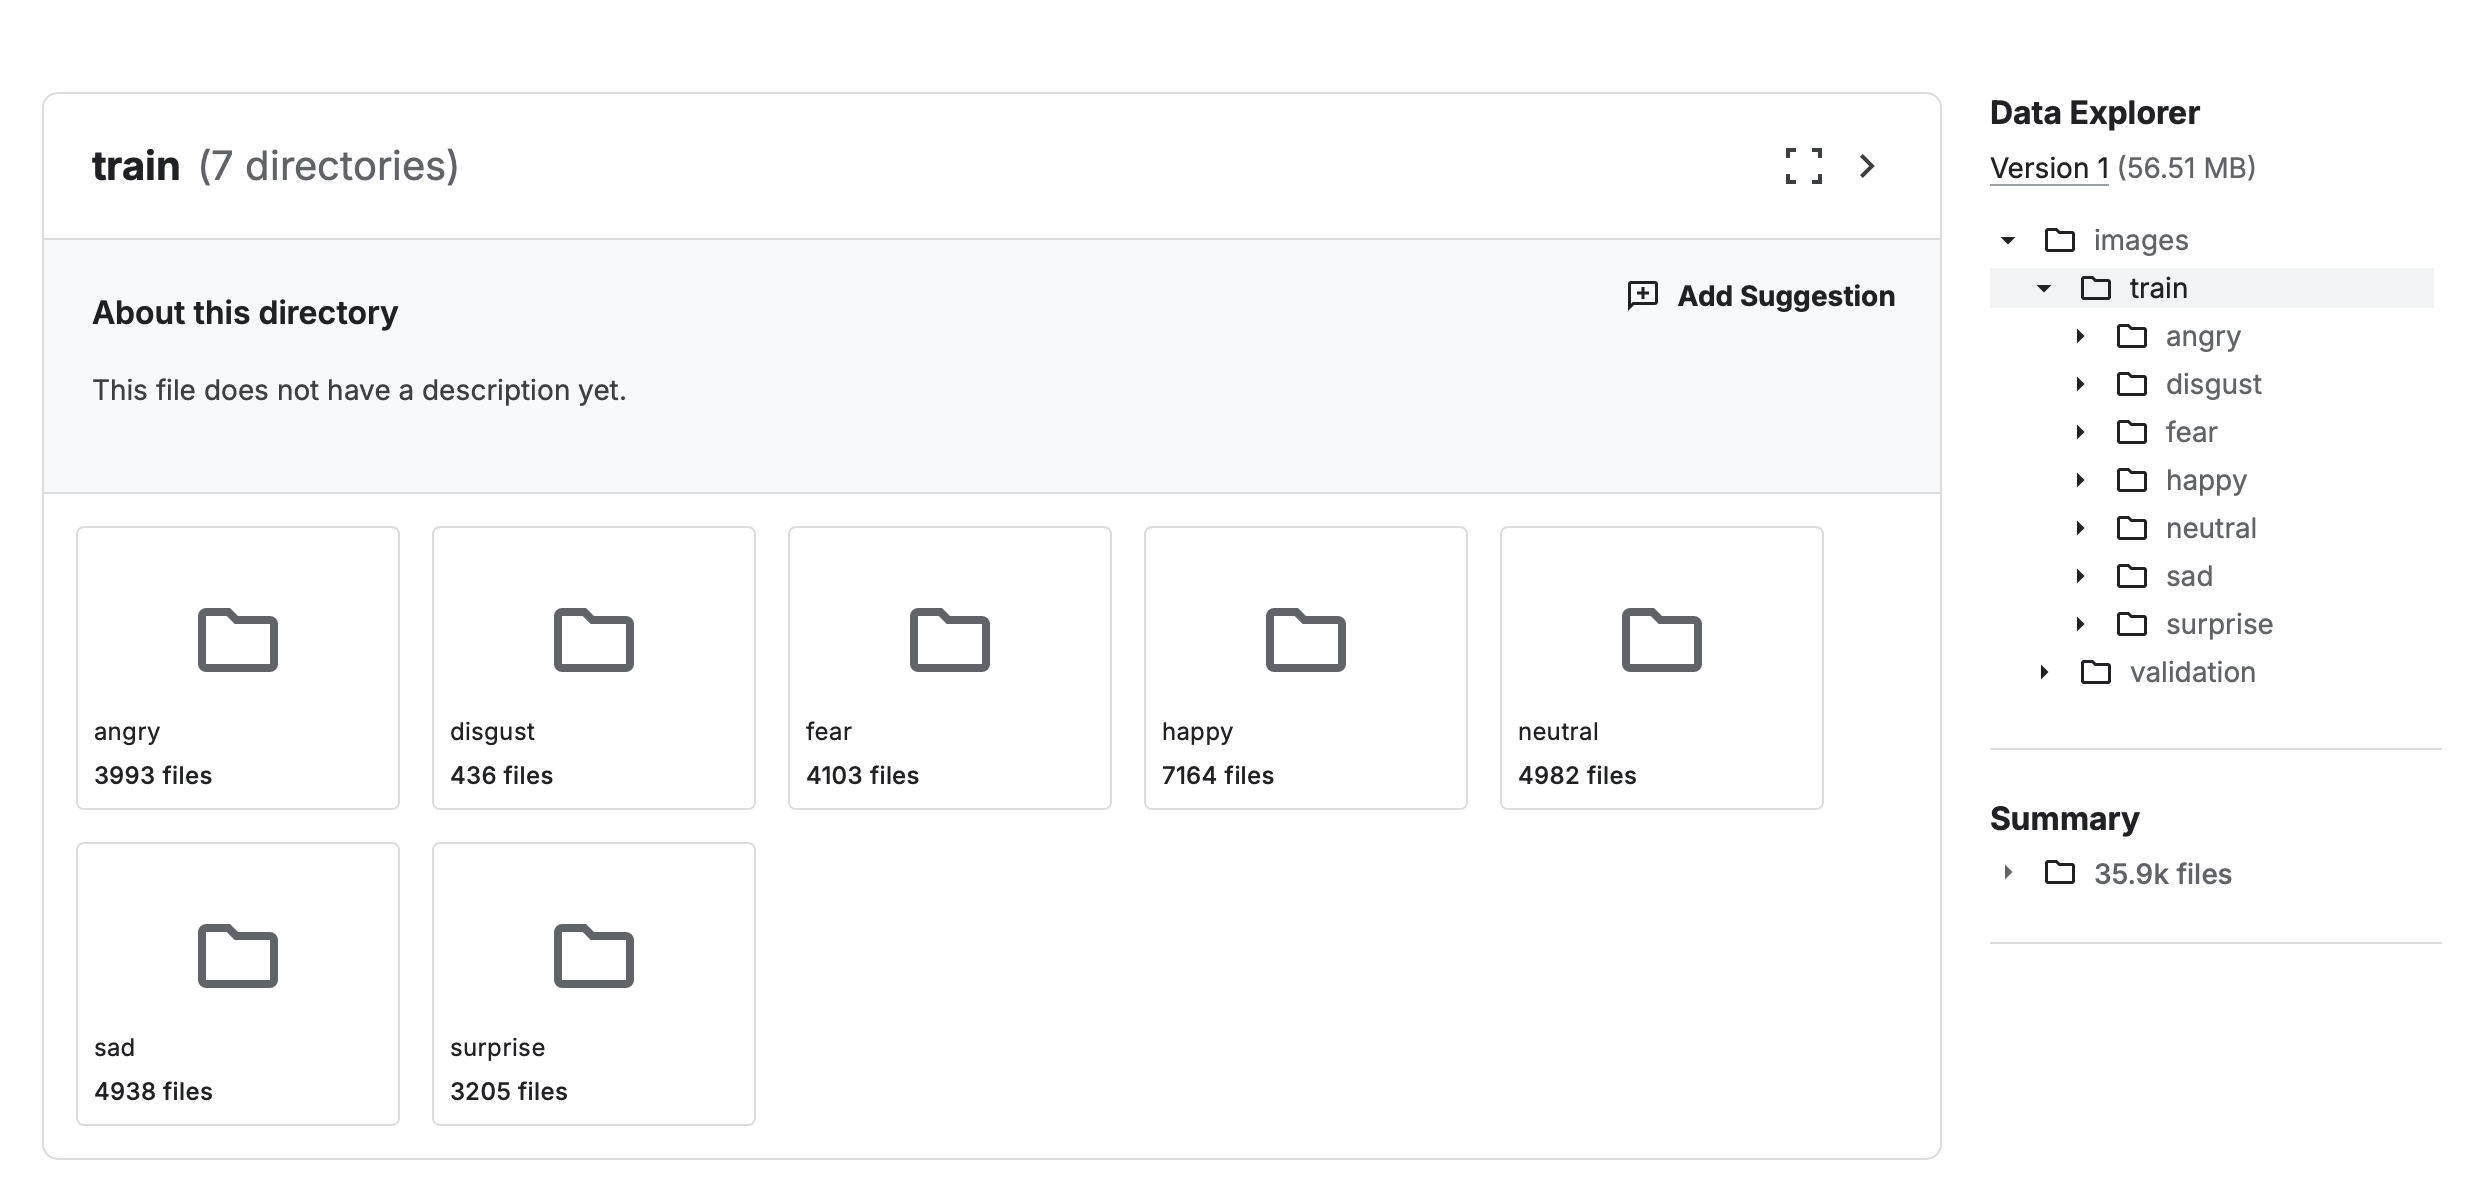 train (7 directories)
About this directory
Add Suggestion
This file does not have a description yet.
angry
3993 files
disgust
436 files
fear
4103 files
happy
7164 files
neutral
4982 files
sad
4938 files
surprise
3205 files
Data Explorer
Version 1 (56.51 MB)
images
train
angry
disgust
fear
happy
neutral
sad
surprise
validation
Summary
35.9k files